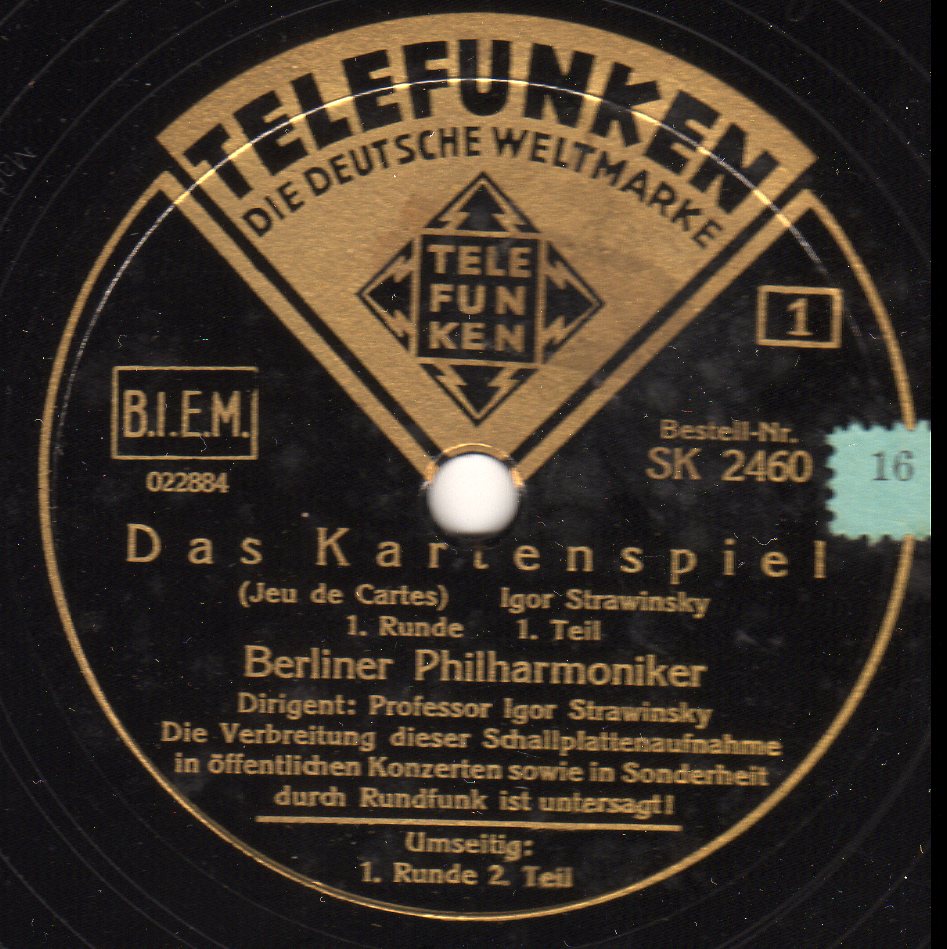 TELEFUNKEN
DIE DEUTSCHE WELTMARKE
TELE
FUN
KEN
1
B.I.E.M.
022884
Bestell-Nr.
SK 2460
16
Das Kartenspiel
(Jeu de Cartes) Igor Strawinsky
1. Runde 1. Teil
Berliner Philharmoniker
Dirigent: Professor Igor Strawinsky
Die Verbreitung dieser Schallplattenaufnahme
in öffentlichen Konzerten sowie in Sonderheit
durch Rundfunk ist untersagt!
Umseitig:
1. Runde 2. Teil